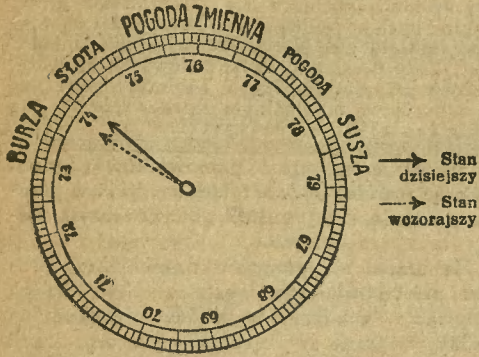 POGODA ZMIENNA
SŁOTA
POGODA
BURZA
SUSZA
76
75
77
74
78
73
79
72
67
71
68
70
69
Stan
dzisiejszy
Stan
wczorajszy